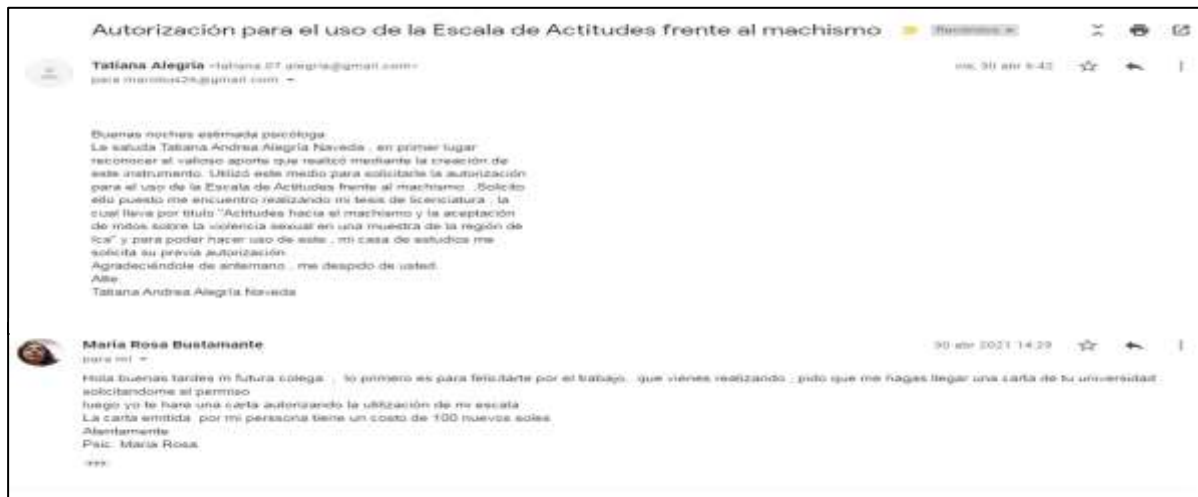 Autorización para el uso de la Escala de Actitudes frente al machismo
Tatiana Alegria
vie, 30 abr 6:42
para
Buenas noches estimada psicóloga
La saluda Tatiana Andrea Alegría Naveda , en primer lugar
reconocer el valioso aporte que realizó mediante la creación de
este instrumento. Utilizó este medio para solicitarle la autorización
para el uso de la Escala de Actitudes frente al machismo . Solicito
ello puesto me encuentro realizando mi tesis de licenciatura , la
cual lleva por título "Actitudes hacia el machismo y la aceptación
de mitos sobre la violencia sexual en una muestra de la región de
Ica" y para poder hacer uso de este , mi casa de estudios me
solicita su previa autorización.
Agradeciéndole de antemano , me despido de usted.
Atte.
Tatiana Andrea Alegría Naveda
María Rosa Bustamante
30 abr 2021 14:29
para mí
Hola buenas tardes m futura colega , lo primero es para felicitarte por el trabajo, que vienes realizando , pido que me hagas llegar una carta de tu universidad
solicitandome el permiso
luego yo te hare una carta autorizando la utilización de mi escala
La carta emitida por mi perssona tiene un costo de 100 nuevos soles
Atentamente
Psic. Maria Rosa